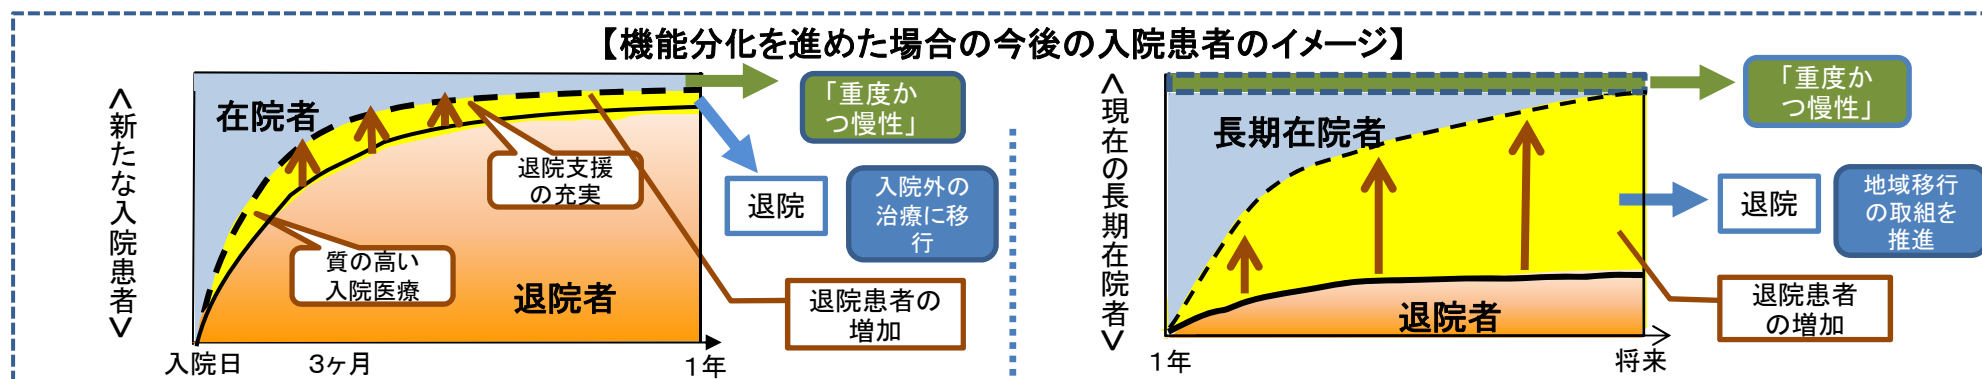 【機能分化を進めた場合の今後の入院患者のイメージ】
<新たな入院患者>
在院者
退院支援
の充実
質の高い
入院医療
退院者
入院日
3ヶ月
1年
「重度か
つ慢性」
退院
入院外の
治療に移
行
退院患者の
増加
<現在の長期在院者>
長期在院者
退院者
1年
将来
「重度か
つ慢性」
退院
地域移行
の取組を
推進
退院患者
の増加